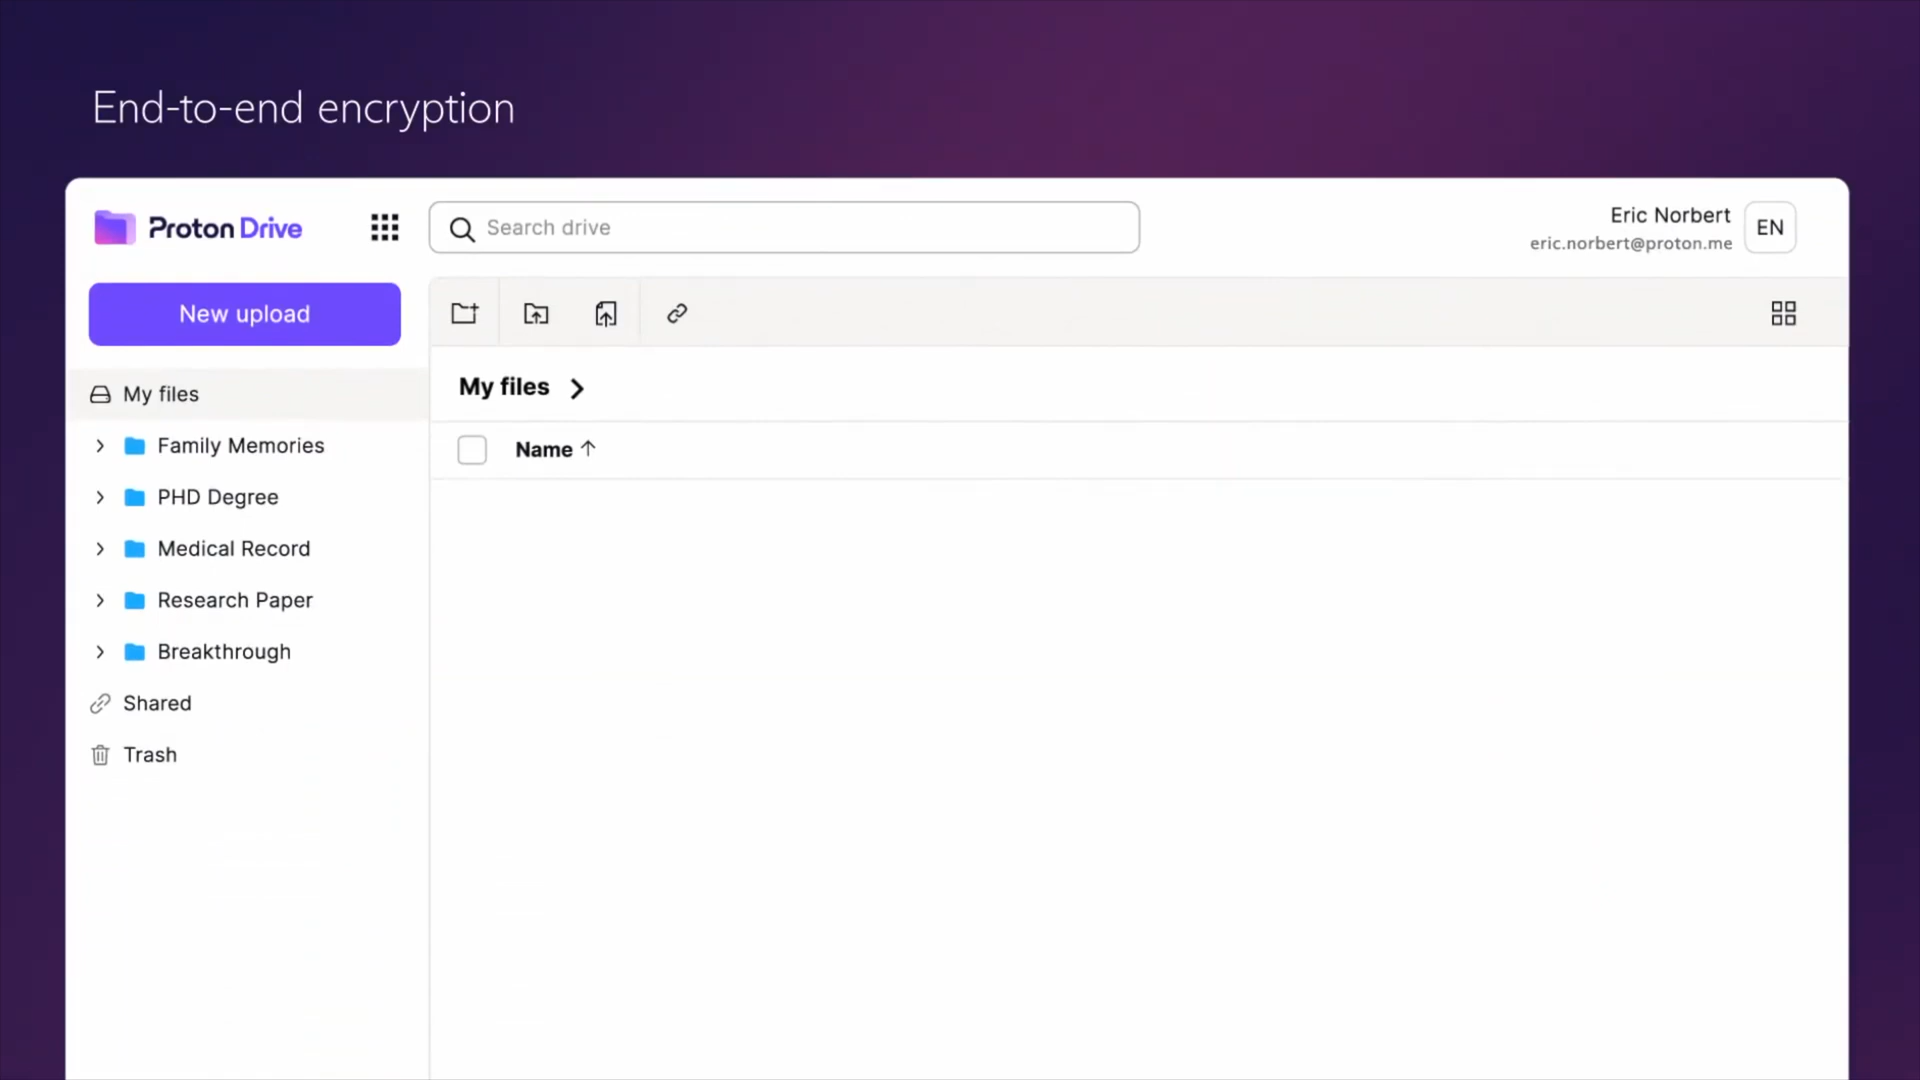 End-to-end encryption
Proton Drive
Search drive
Eric Norbert
eric.norbert@proton.me
EN
New upload
My files
Family Memories
PHD Degree
Medical Record
Research Paper
Breakthrough
Shared
Trash
My files
Name